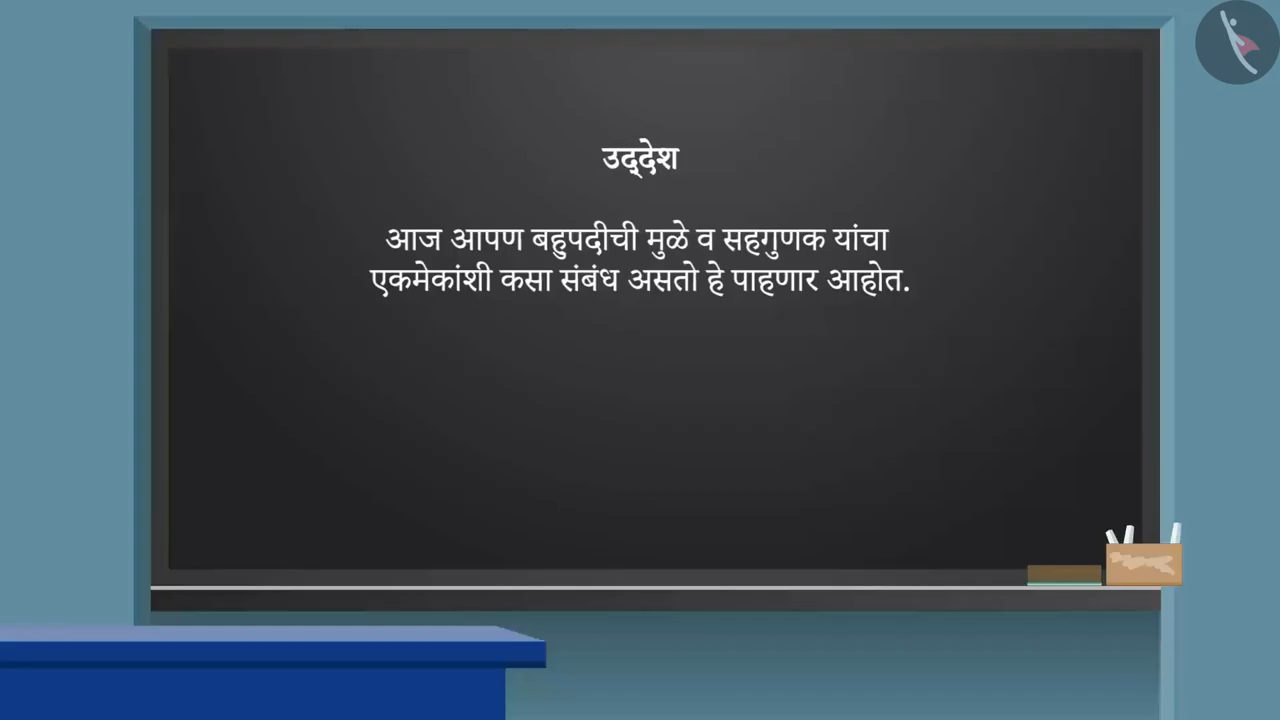 उद्‌देश
आज आपण बहुपदीची मुळे व सहगुणक यांचा
एकमेकांशी कसा संबंध असतो हे पाहणार आहोत.